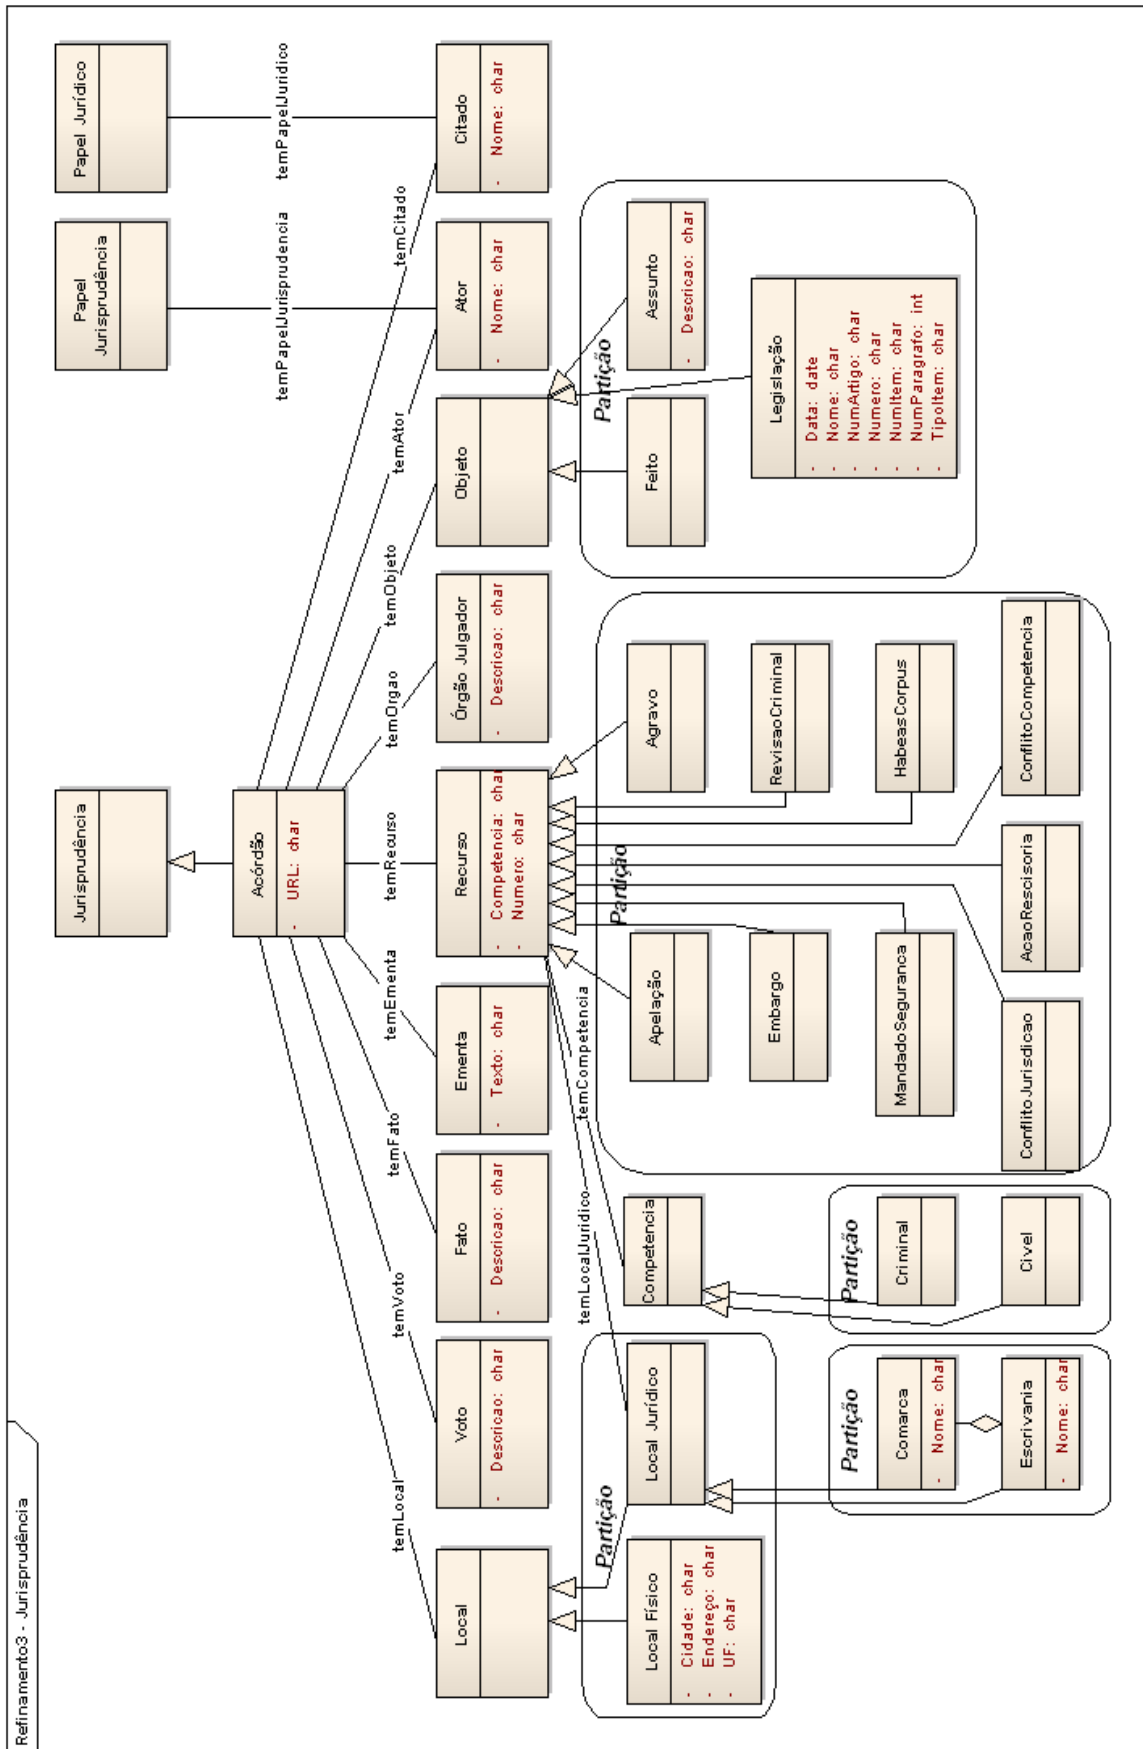 Refinamento3 - Jurisprudência
Jurisprudência
Papel
Jurisprudência
Papel Jurídico
Acórdão
- URL: char
temLocal
temVoto
temFato
temEmenta
temRecurso
temOrgao
temObjeto
temAtor
temCitado
temPapelJurisprudencia
temPapelJuridico
Local
Voto
- Descricao: char
Fato
- Descricao: char
Ementa
- Texto: char
Recurso
- Competencia: char
- Numero: char
Órgão Julgador
- Descricao: char
Objeto
Ator
- Nome: char
Citado
- Nome: char
temLocalJuridico
temCompetencia
Partição
Local Físico
- Cidade: char
- Endereço: char
- UF: char
Local Jurídico
Competencia
Partição
Apelação
Agravo
Embargo
RevisaoCriminal
MandadoSeguranca
HabeasCorpus
ConflitoJurisdicao
AcaoRescisoria
ConflitoCompetencia
Partição
Feito
Assunto
- Descricao: char
Legislação
- Data: date
- Nome: char
- NumArtigo: char
- Numero: char
- NumItem: char
- NumParagrafo: int
- TipoItem: char
Partição
Comarca
- Nome: char
Escrivania
- Nome: char
Partição
Criminal
Civel